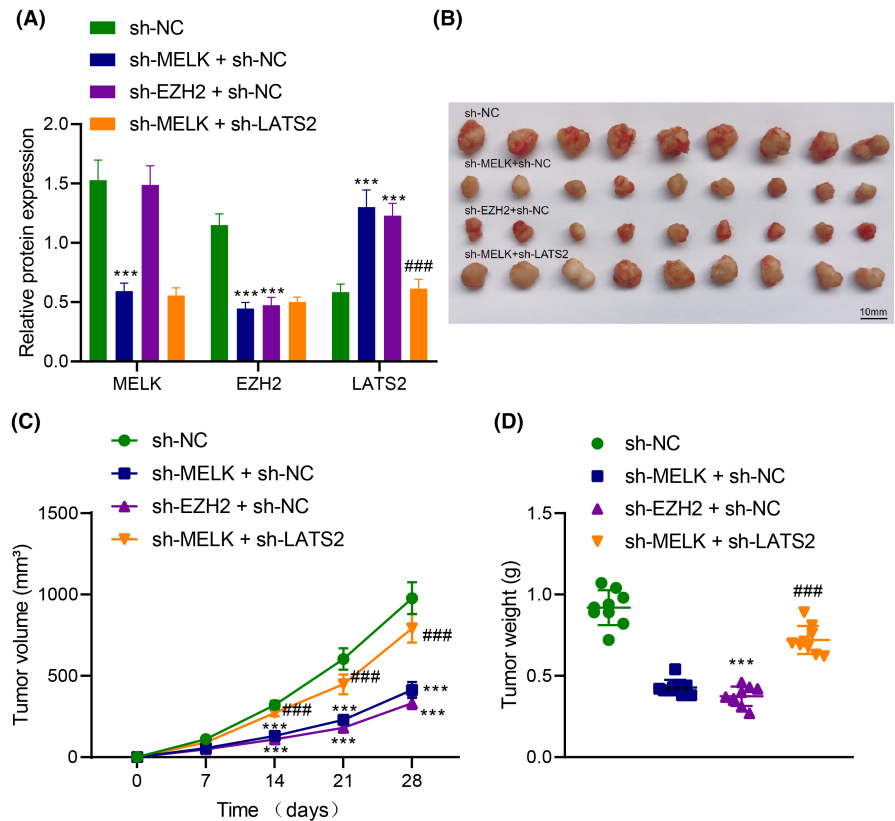 (A)
sh-NC
sh-MELK + sh-NC
sh-EZH2 + sh-NC
sh-MELK + sh-LATS2
Relative protein expression
2.0
1.5
1.0
0.5
0.0
***
***
***
***
***
###
MELK
EZH2
LATS2
(B)
sh-NC
sh-MELK+sh-NC
sh-EZH2+sh-NC
sh-MELK+sh-LATS2
10mm
(C)
sh-NC
sh-MELK + sh-NC
sh-EZH2 + sh-NC
sh-MELK + sh-LATS2
Tumor volume (mm³)
1500
1000
500
0
###
***
***
###
***
***
###
***
***
0
7
14
21
28
Time （days）
(D)
sh-NC
sh-MELK + sh-NC
sh-EZH2 + sh-NC
sh-MELK + sh-LATS2
Tumor weight (g)
1.5
1.0
0.5
0.0
***
***
###